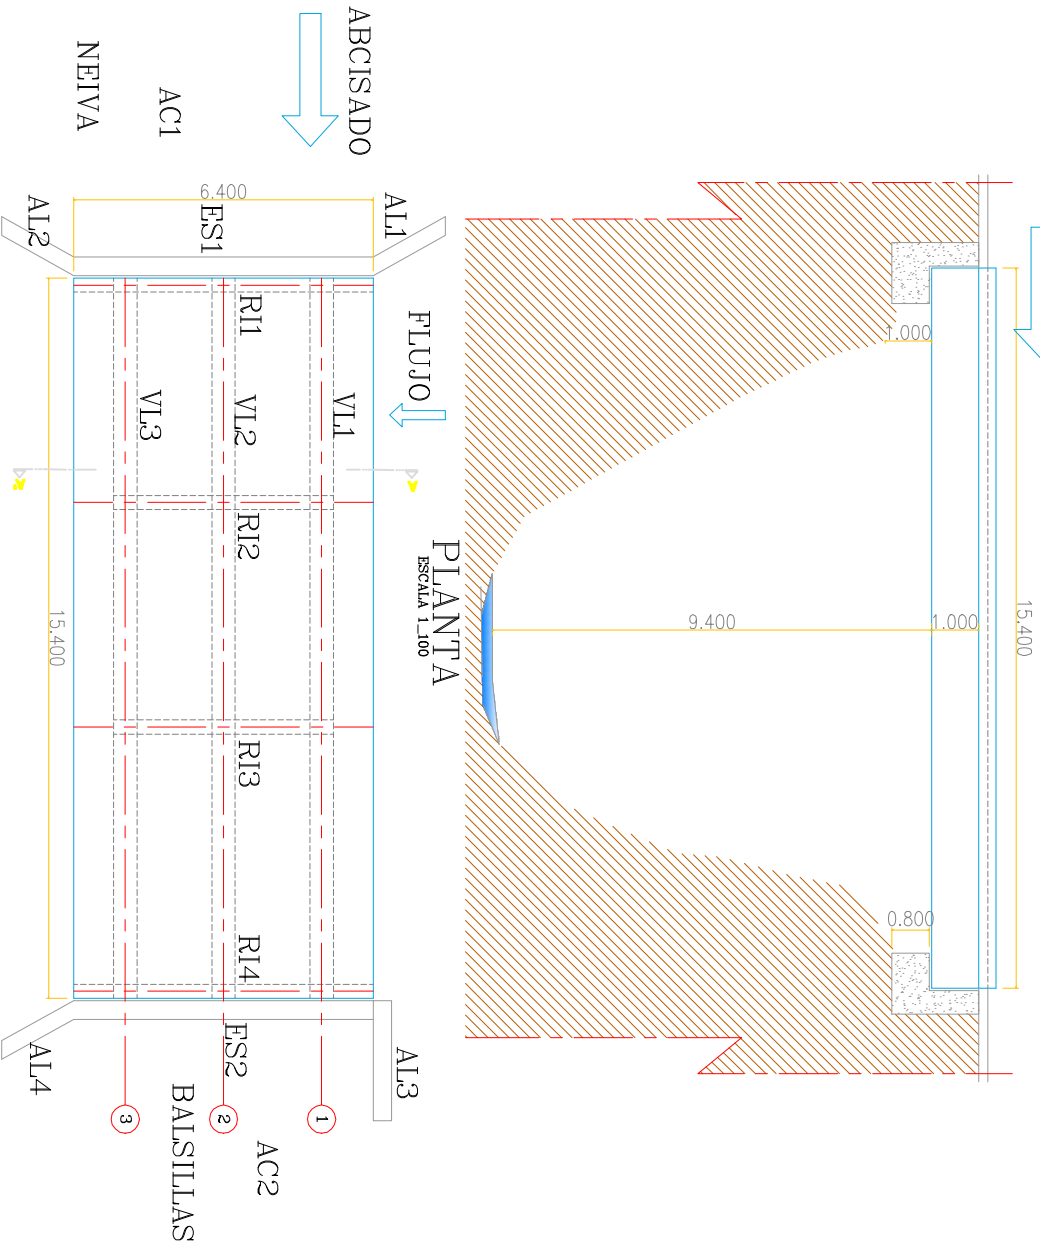 15.400
1.000
9.400
1.000
0.800
PLANTA
ESCALA 1_100
ABCISADO
FLUJO
AL1
AL3
6.400
ES1
VL1
1
AC2
RI1
VL2
RI2
RI3
RI4
ES2
2
AC1
VL3
3
BALSILLAS
NEIVA
AL2
15.400
AL4